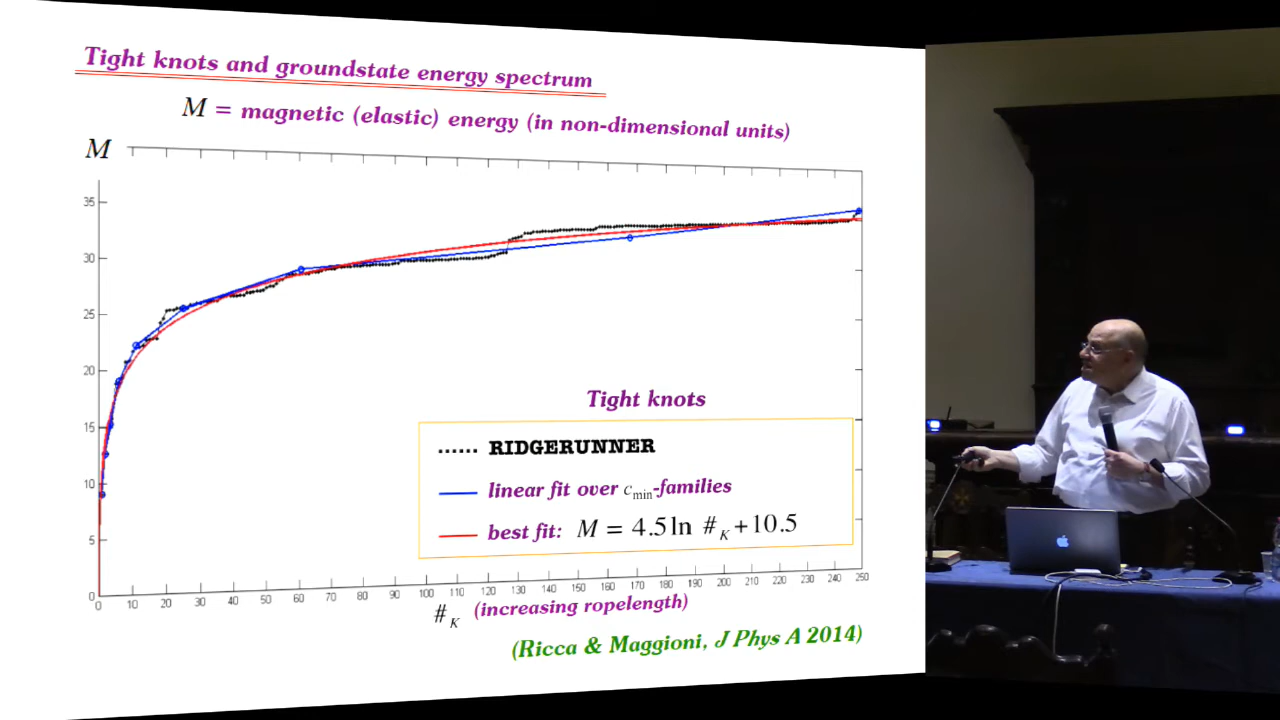 Tight knots and groundstate energy spectrum
M = magnetic (elastic) energy (in non-dimensional units)
M
35
30
25
20
15
10
5
0
0 10 20 30 40 50 60 70 80 90 100 110 120 130 140 150 160 170 180 190 200 210 220 230 240 250
Tight knots
...... RIDGERUNNER
linear fit over c_min-families
best fit: M = 4.5 ln #_K + 10.5
#_K (increasing ropelength)
(Ricca & Maggioni, J Phys A 2014)